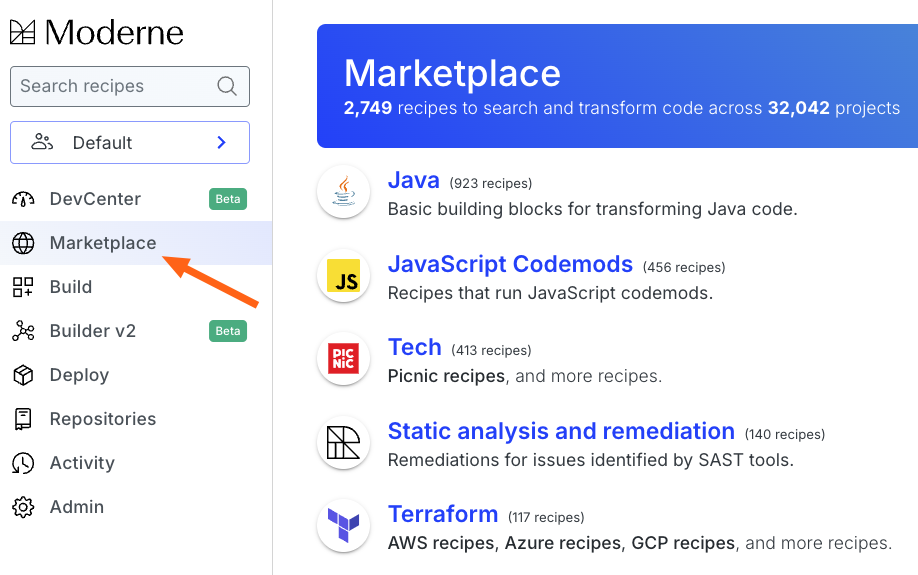 Moderne
Search recipes
Default
DevCenter Beta
Marketplace
Build
Builder v2 Beta
Deploy
Repositories
Activity
Admin
Marketplace
2,749 recipes to search and transform code across 32,042 projects
Java (923 recipes)
Basic building blocks for transforming Java code.
JS
JavaScript Codemods (456 recipes)
Recipes that run JavaScript codemods.
PIC
NIC
Tech (413 recipes)
Picnic recipes, and more recipes.
Static analysis and remediation (140 recipes)
Remediations for issues identified by SAST tools.
Terraform (117 recipes)
AWS recipes, Azure recipes, GCP recipes, and more recipes.